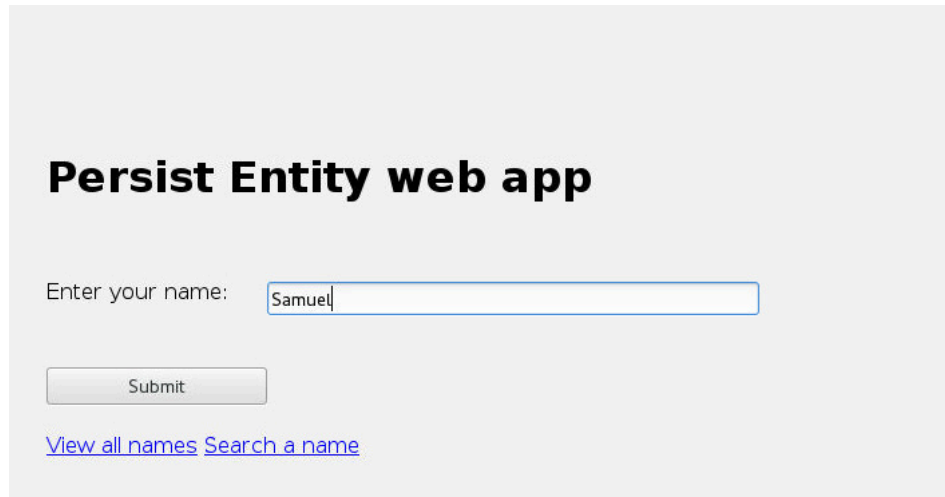 Persist Entity web app
Enter your name: Samuel
Submit
View all names Search a name